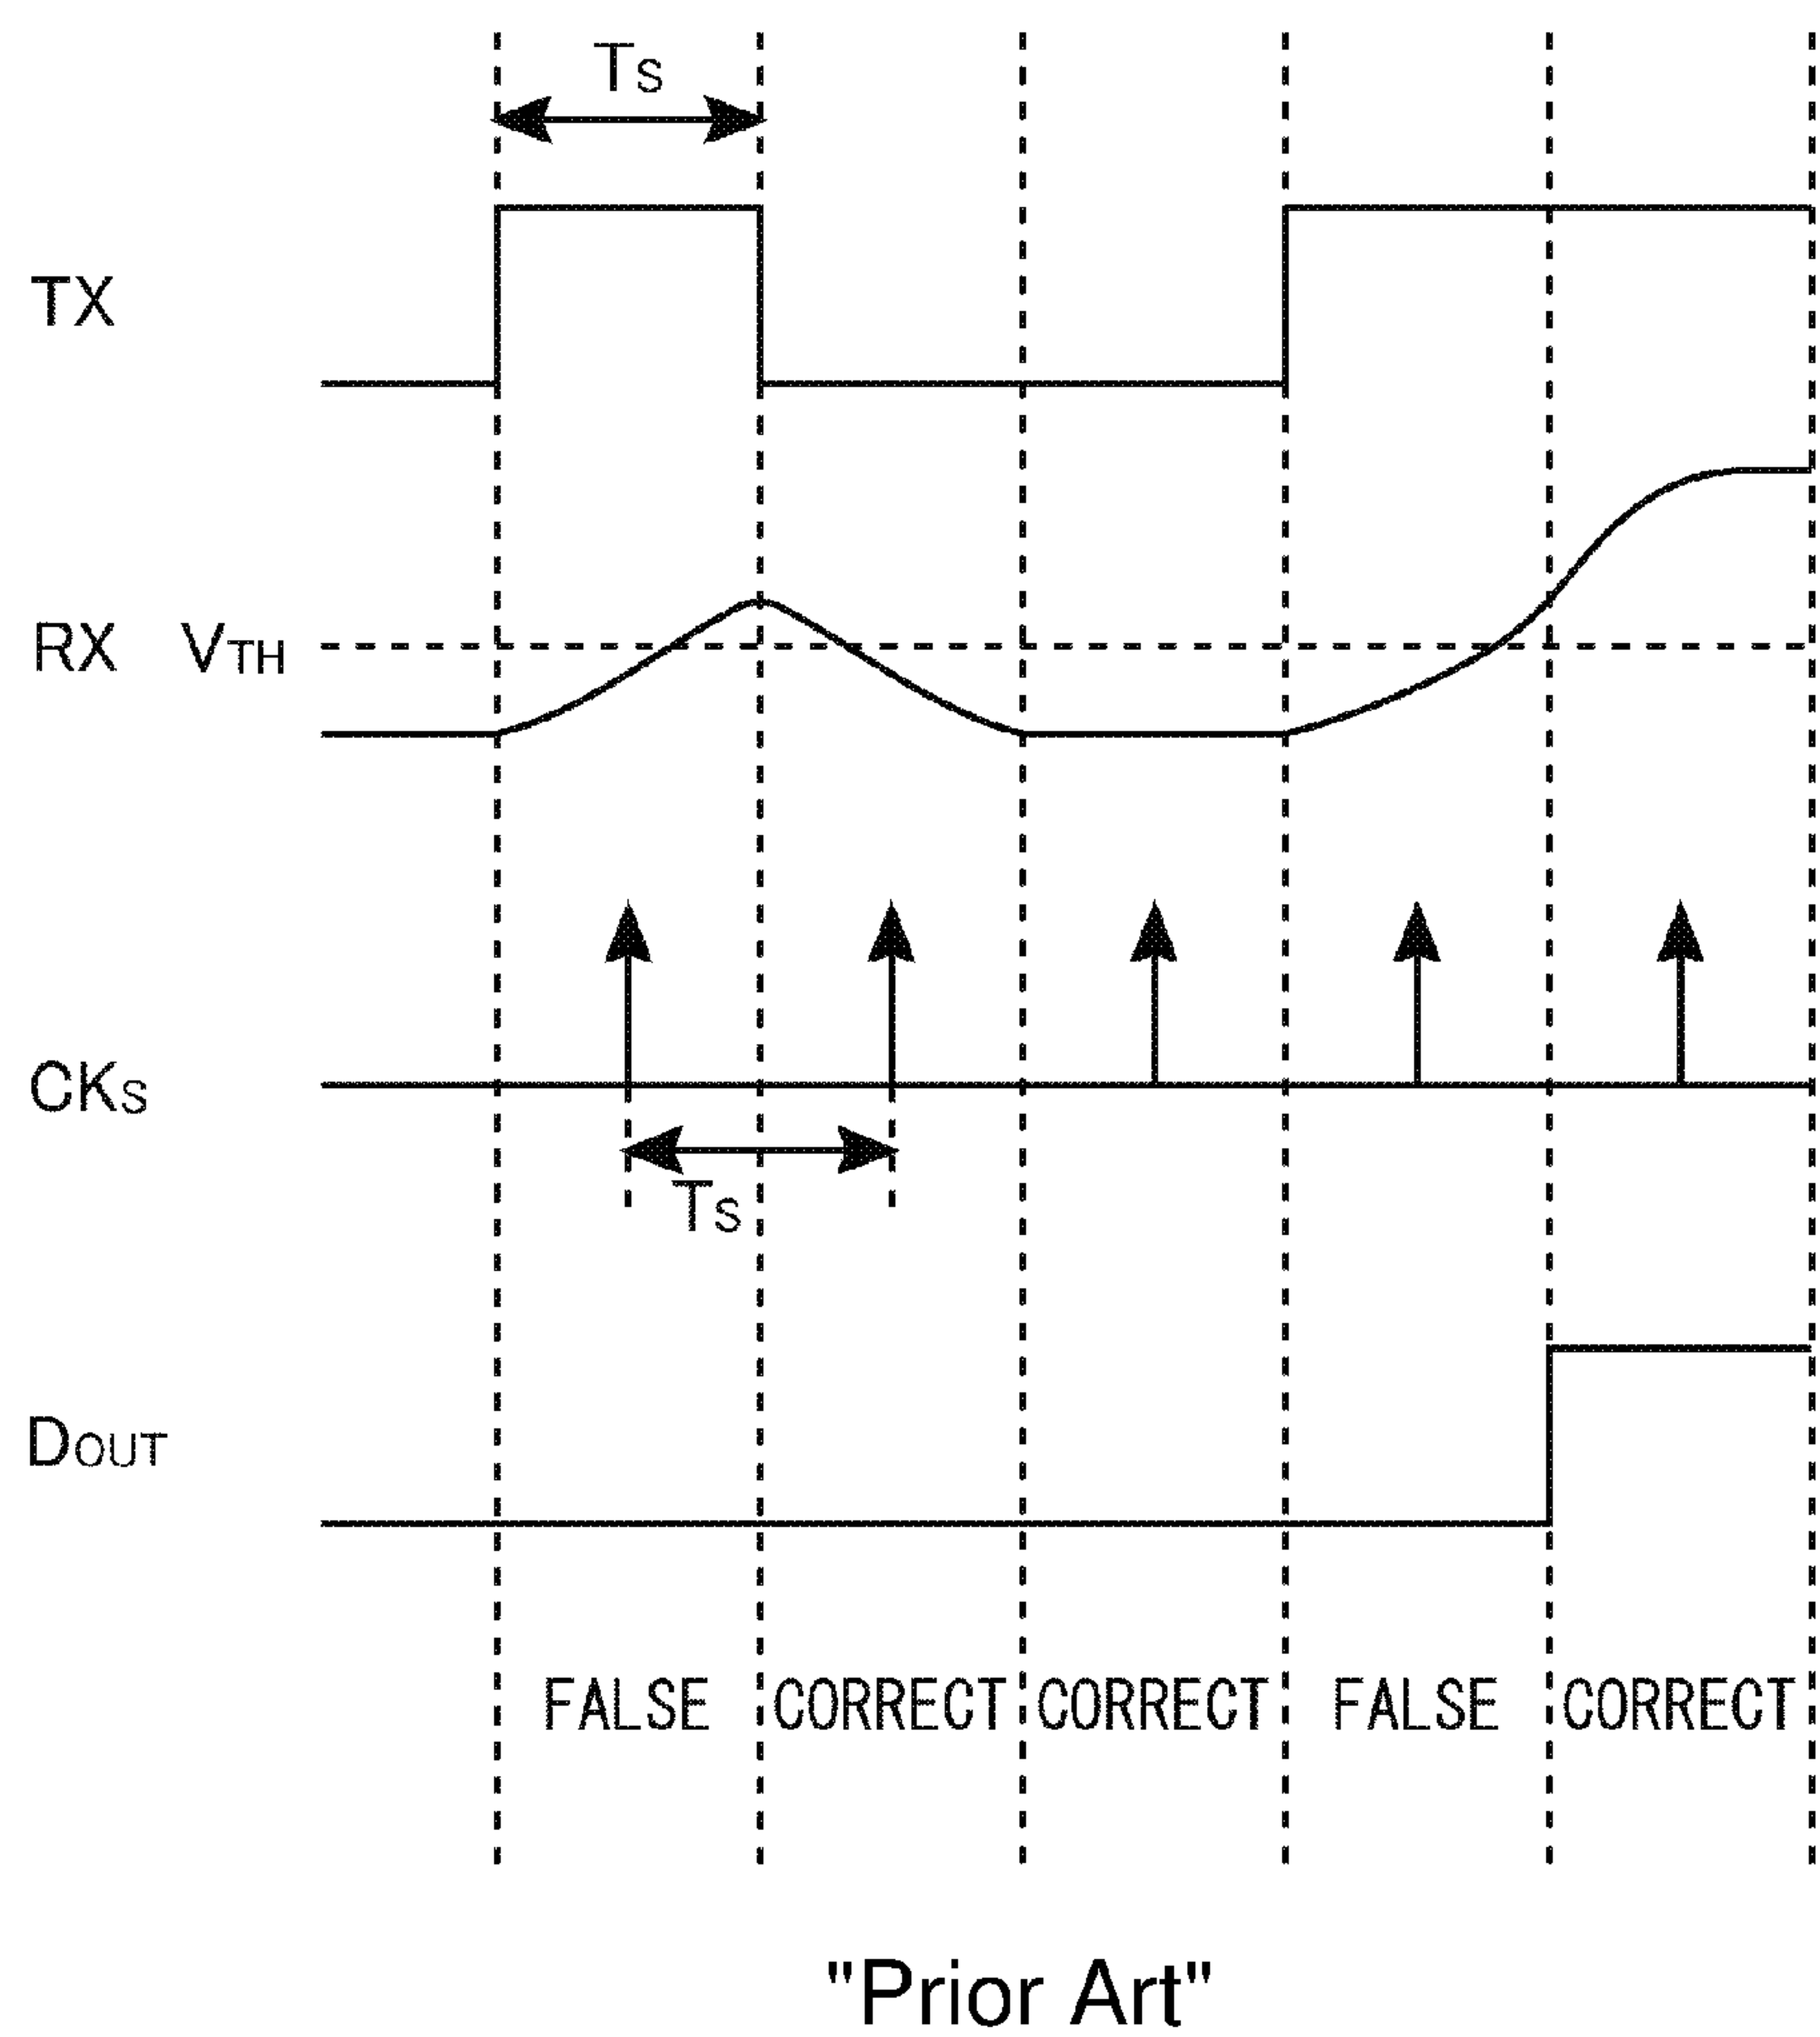 TS
TX
RX VTH
CKS
TS
DOUT
FALSE CORRECT CORRECT FALSE CORRECT
"Prior Art"